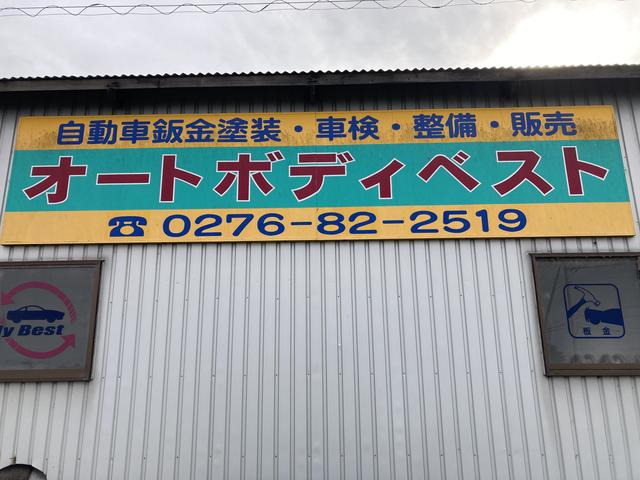 自動車鈑金塗装・車検・整備・販売
オートボディベスト
☎ 0276-82-2519
My Best
板金